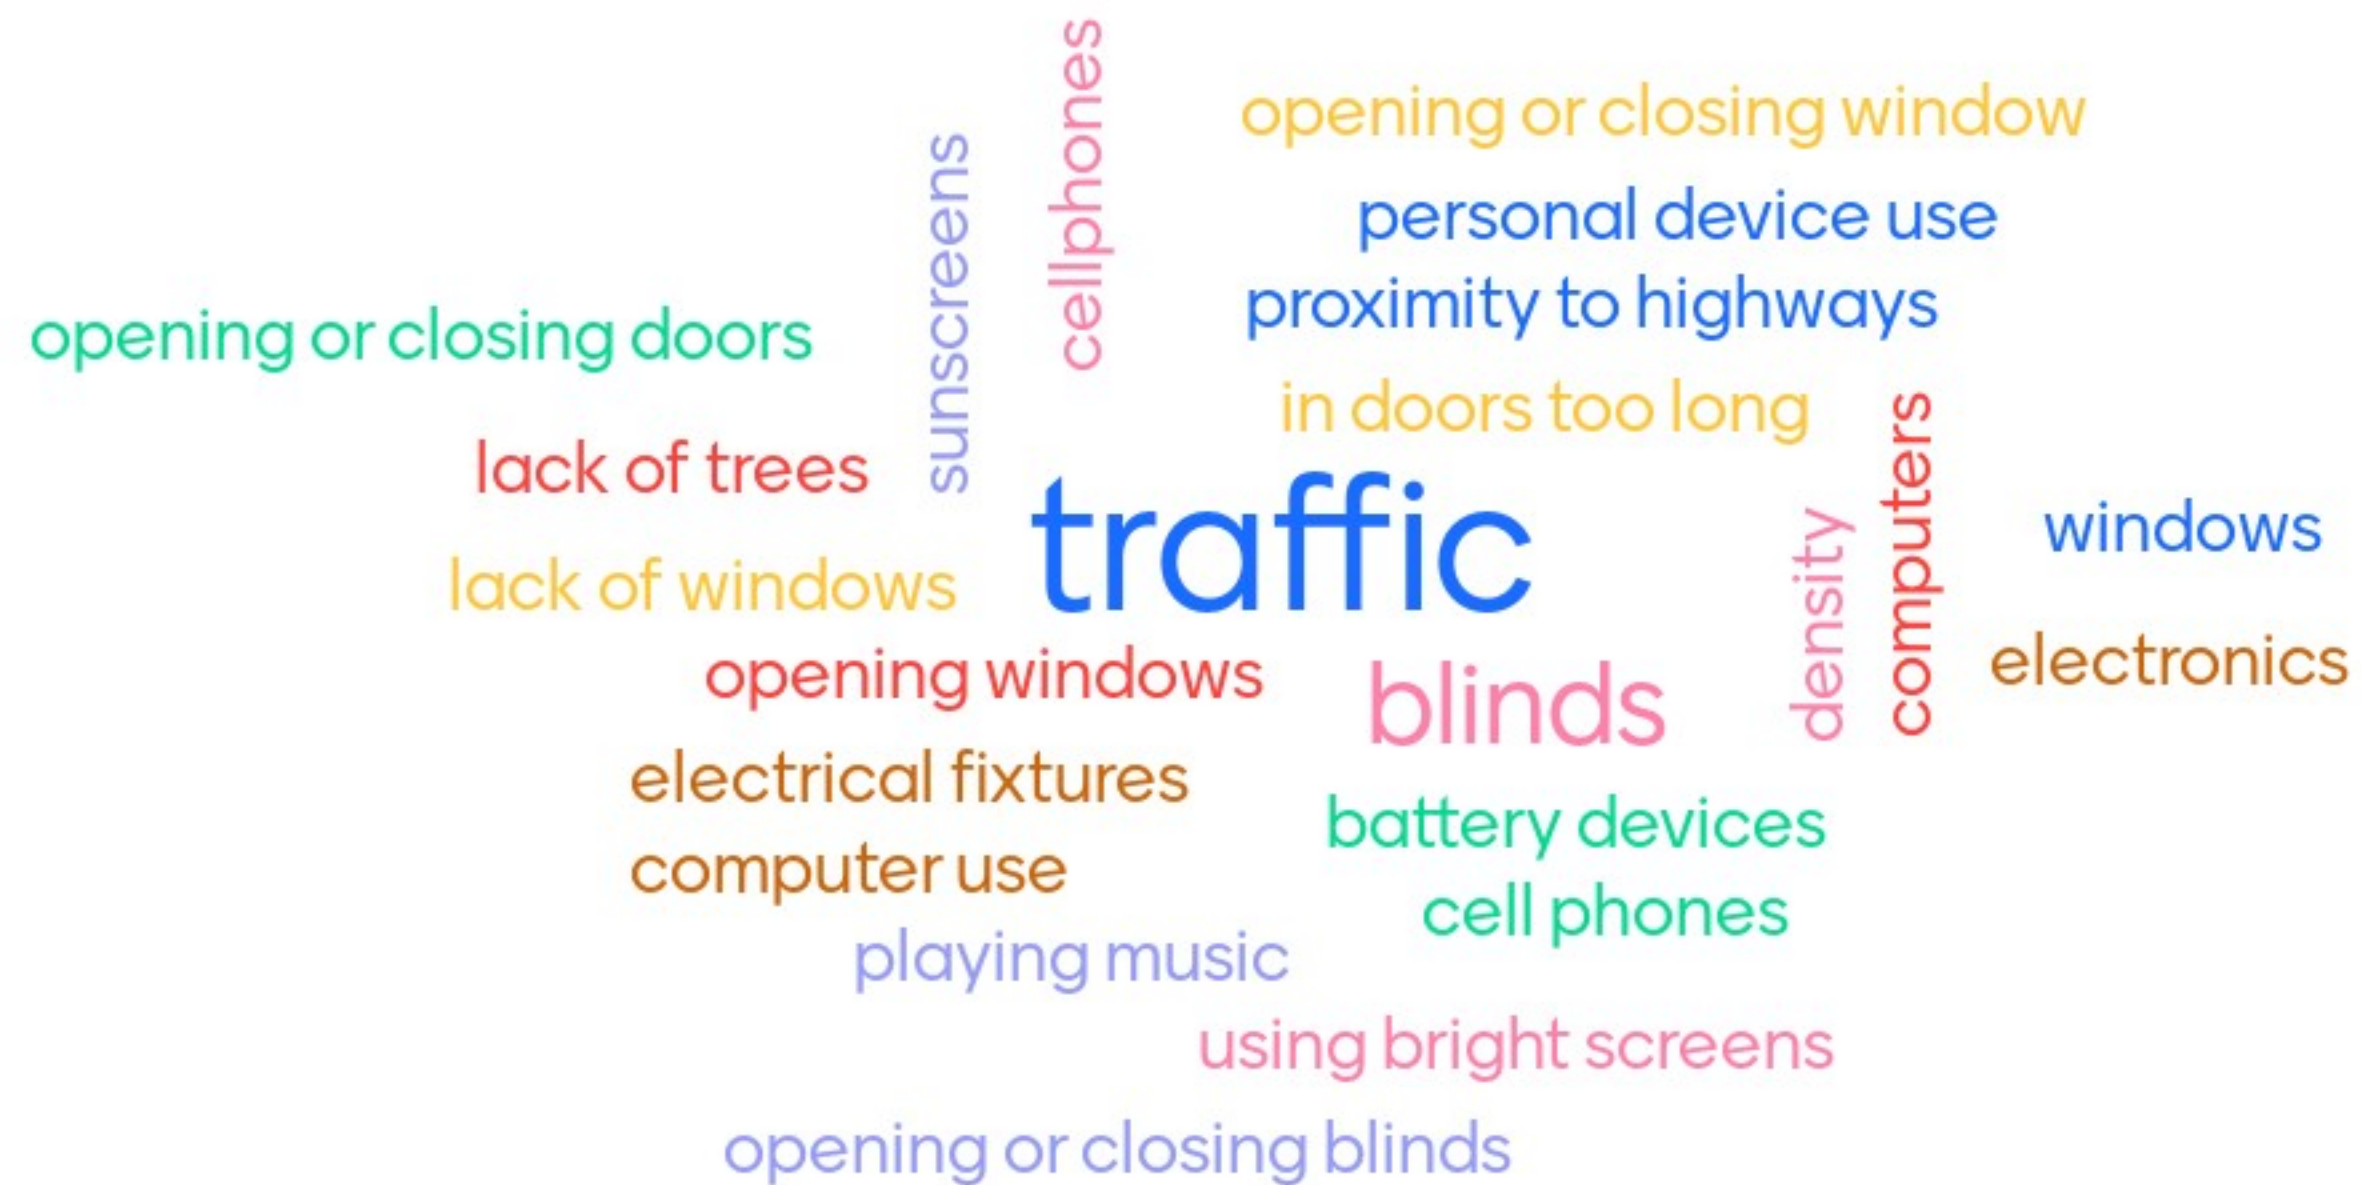 cellphones
opening or closing window
sunscreens
personal device use
proximity to highways
opening or closing doors
in doors too long
lack of trees
computers
traffic
density
windows
lack of windows
opening windows
blinds
electronics
electrical fixtures
battery devices
computer use
cell phones
playing music
using bright screens
opening or closing blinds